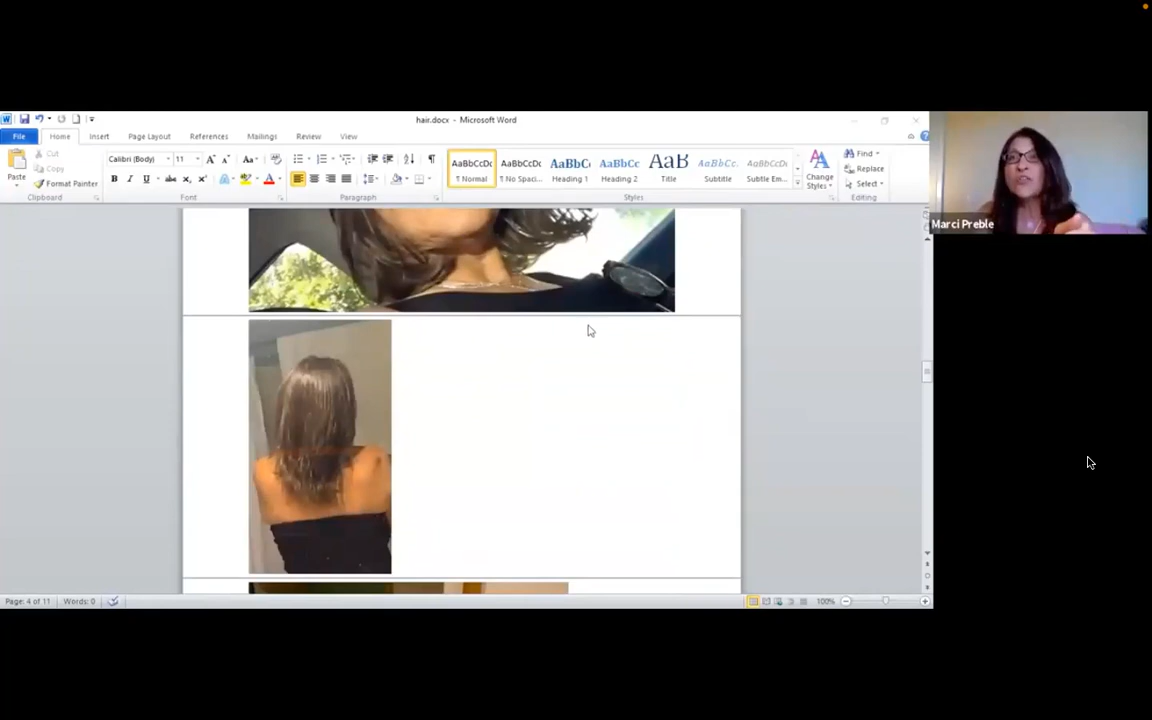 hair.docx - Microsoft Word
File Home Insert Page Layout References Mailings Review View
Paste
Cut
Copy
Format Painter
Clipboard
Calibri (Body) 11
Font
Paragraph
AaBbCcDc AaBbCcDc AaBbC AaBbCc AaB AaBbCc. AaBbCcDc
¶ Normal ¶ No Spaci... Heading 1 Heading 2 Title Subtitle Subtle Em...
Styles
Change
Styles
Find
Replace
Select
Editing
Marci Preble
Page: 4 of 11 Words: 0
100%